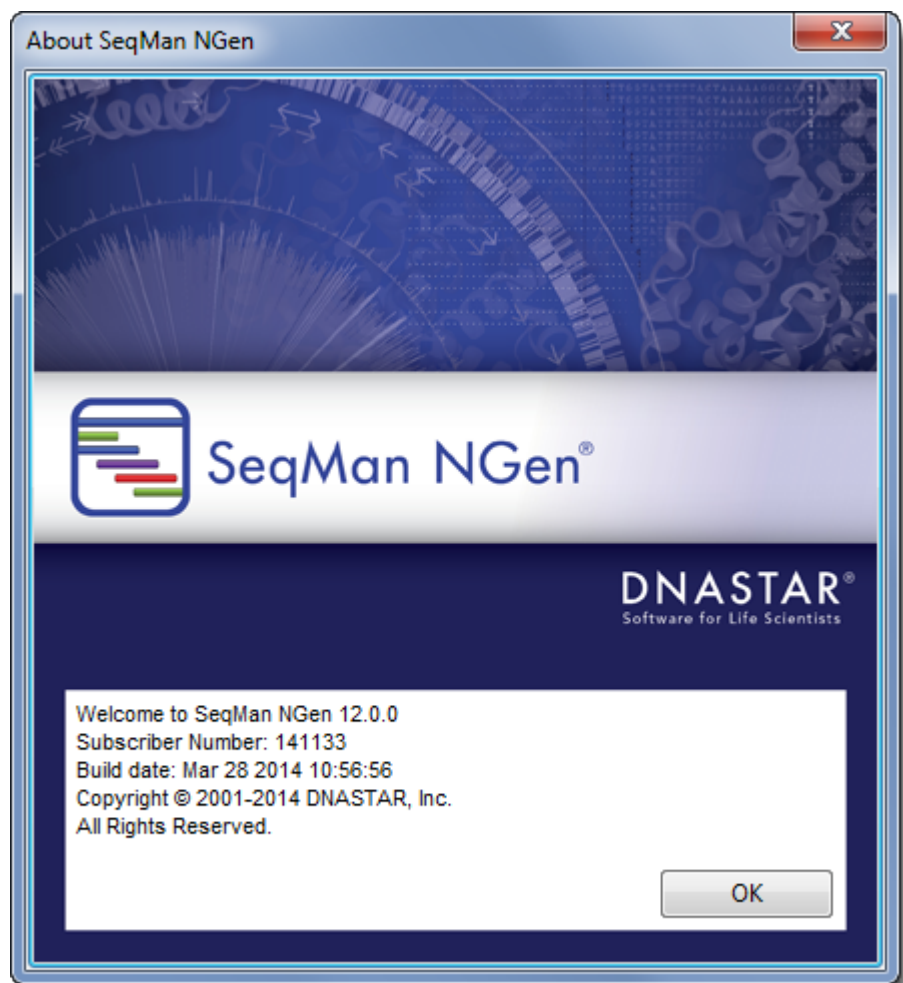 About SeqMan NGen
SeqMan NGen®
DNASTAR®
Software for Life Scientists
Welcome to SeqMan NGen 12.0.0
Subscriber Number: 141133
Build date: Mar 28 2014 10:56:56
Copyright © 2001-2014 DNASTAR, Inc.
All Rights Reserved.
OK